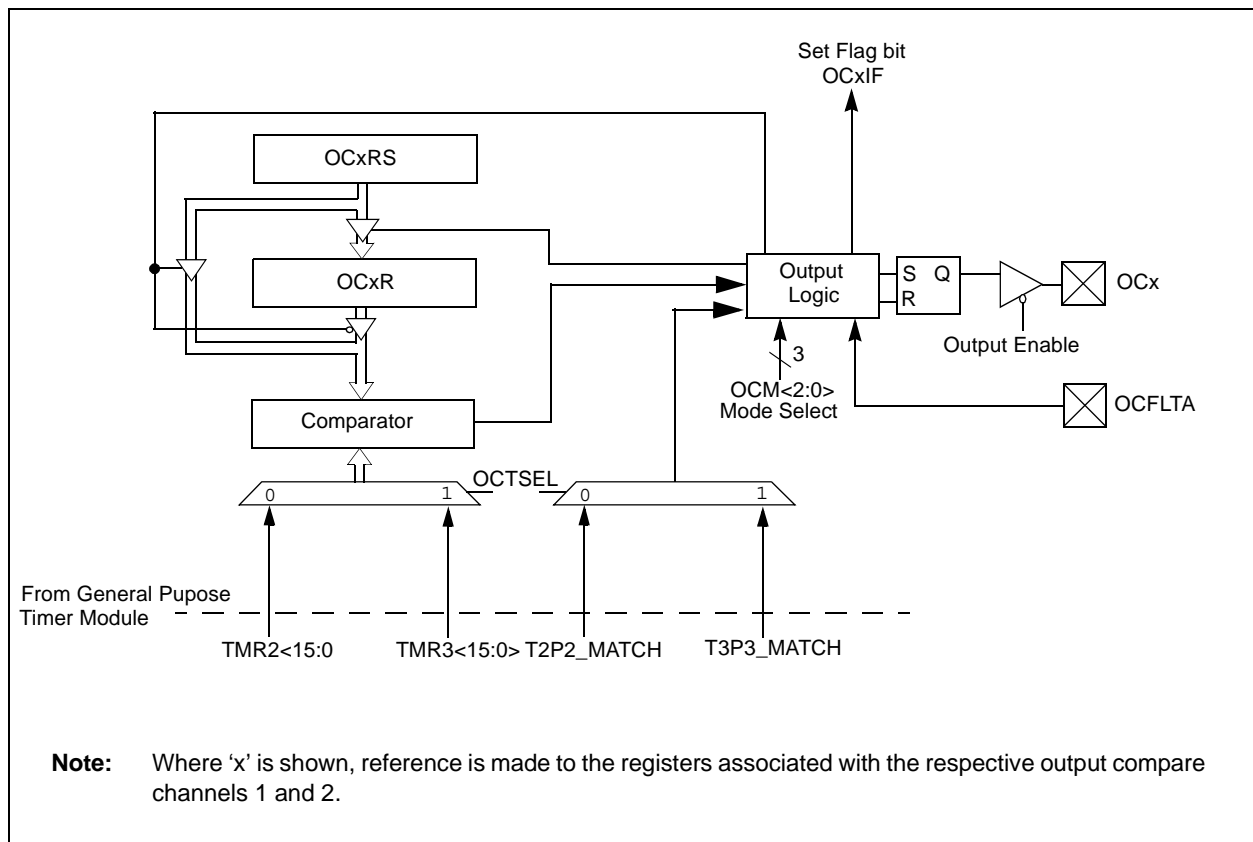 Set Flag bit
OCxIF
OCxRS
OCxR
Output
Logic
S Q
R
OCx
Output Enable
3
OCM<2:0>
Mode Select
OCFLTA
Comparator
OCTSEL
0 1
0 1
From General Pupose
Timer Module
TMR2<15:0 TMR3<15:0> T2P2_MATCH T3P3_MATCH
Note: Where ‘x’ is shown, reference is made to the registers associated with the respective output compare
channels 1 and 2.